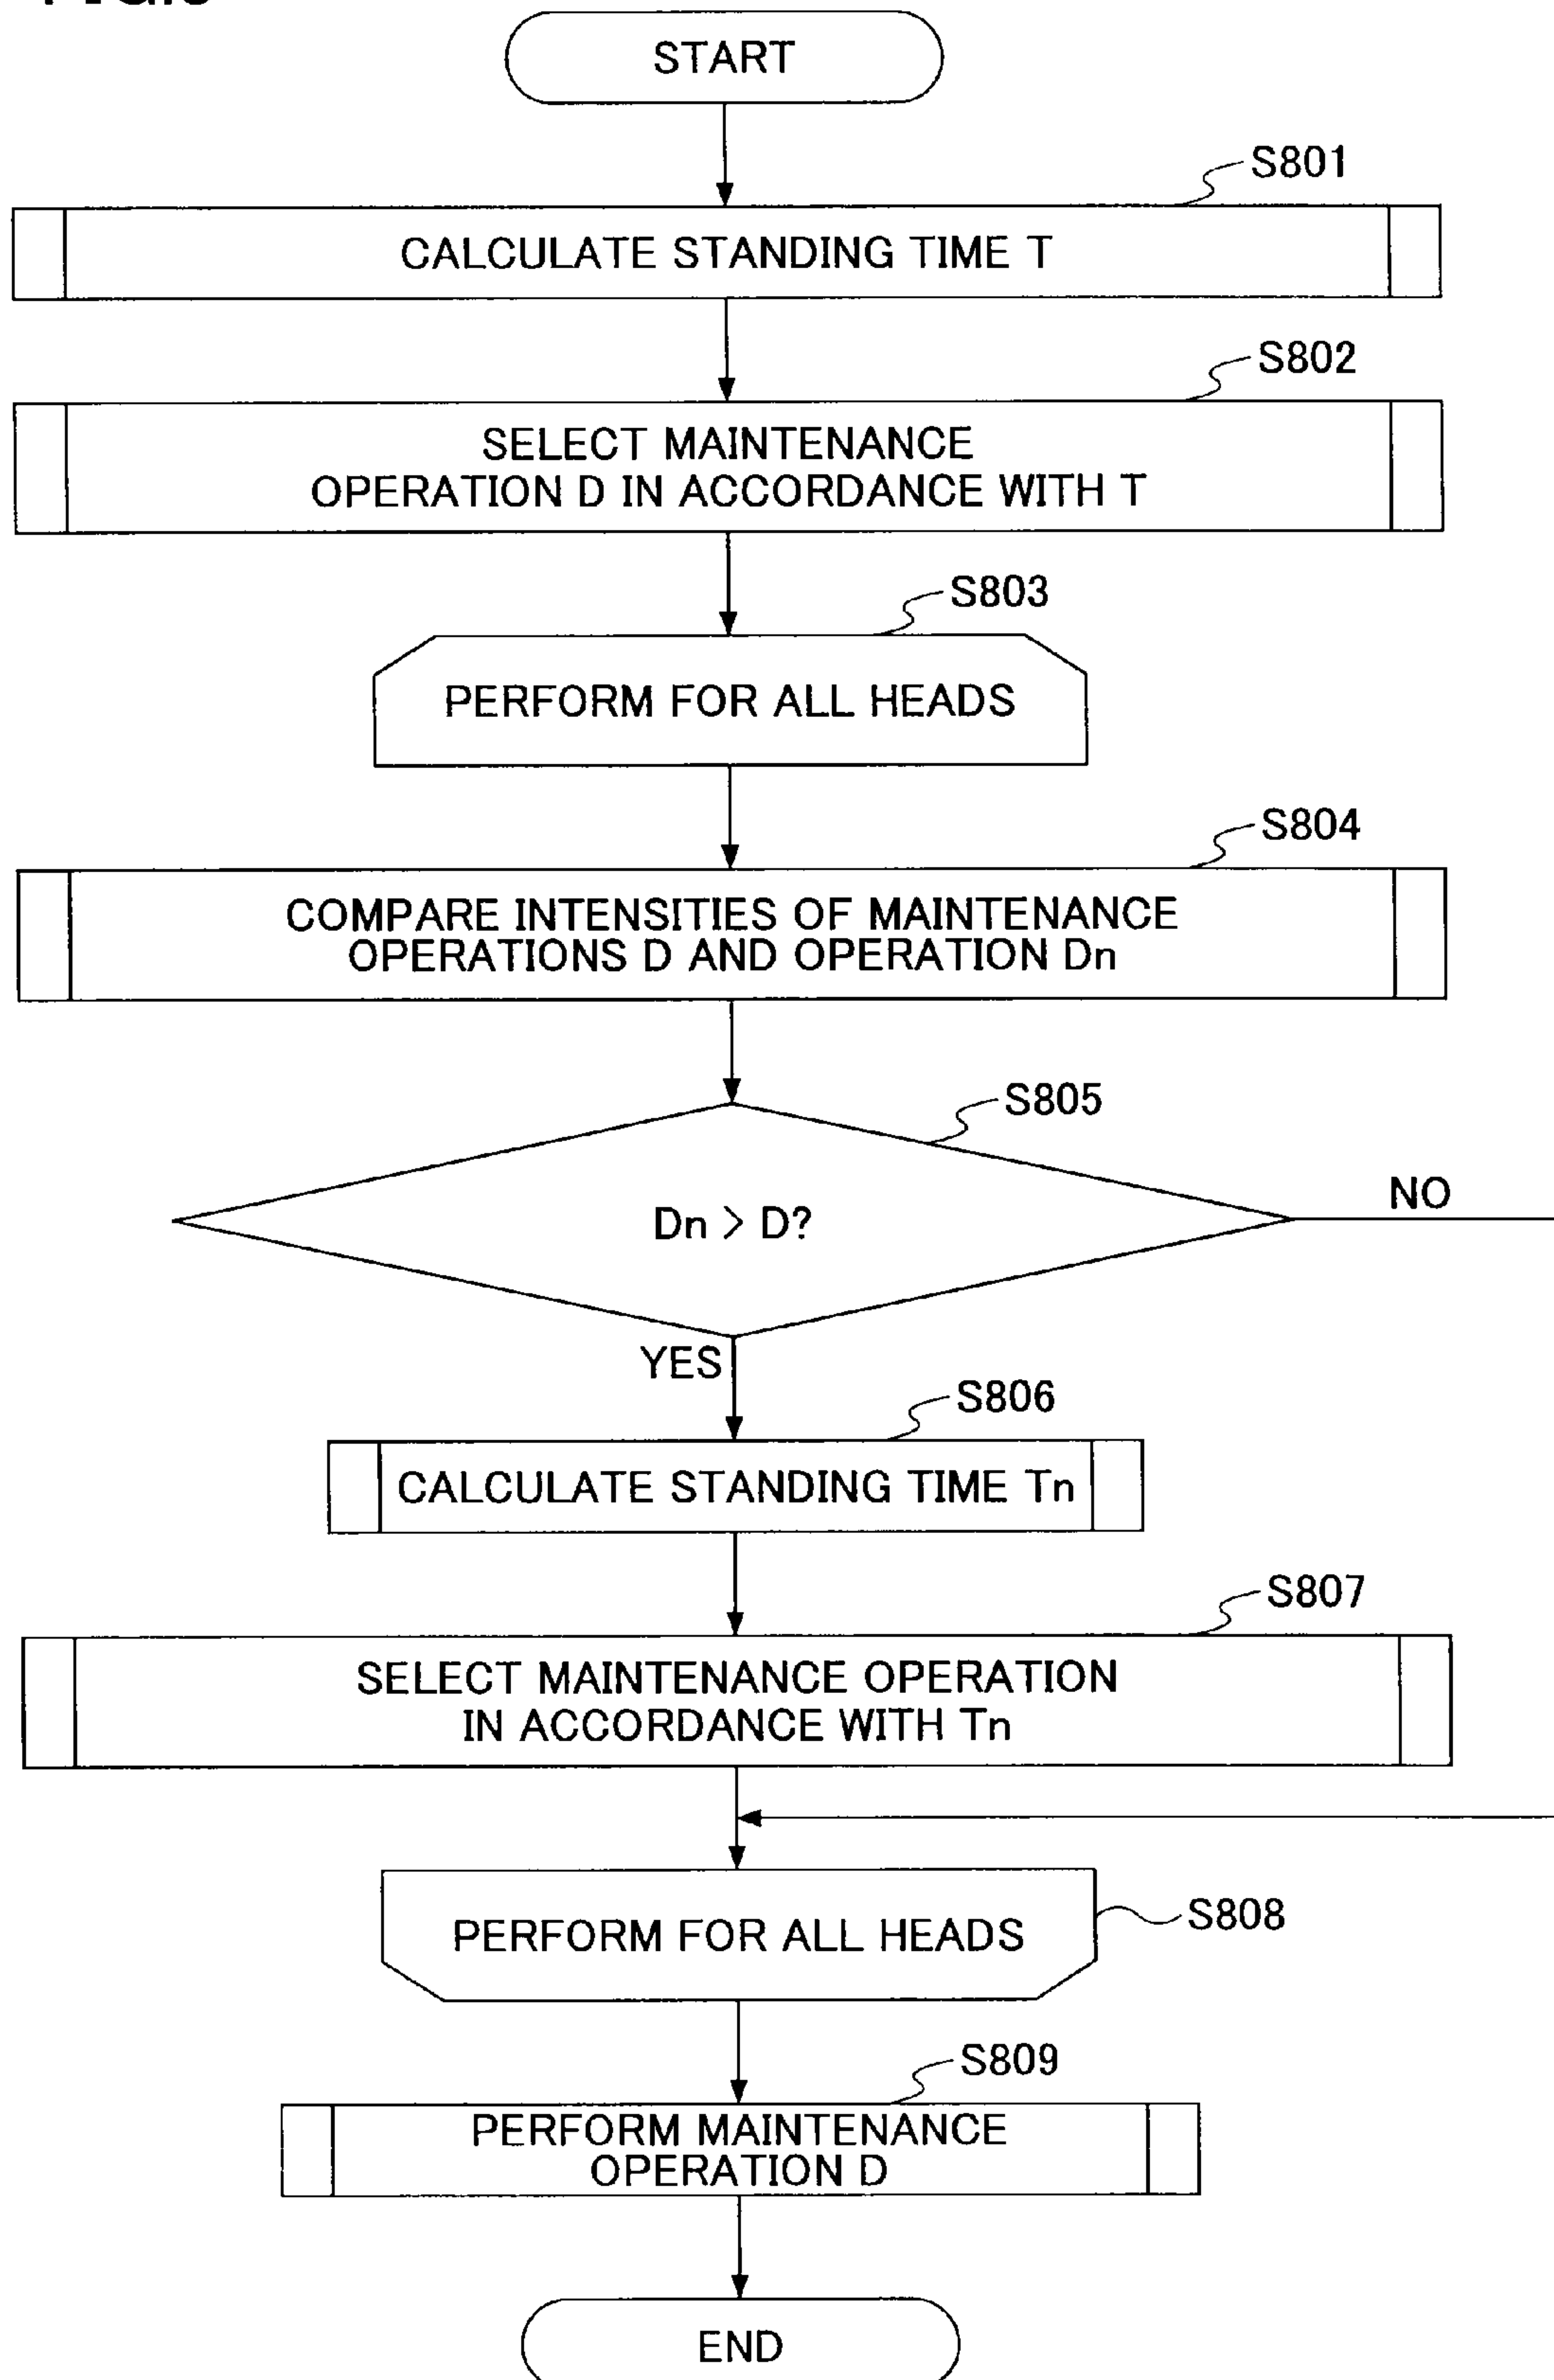 START
S801
CALCULATE STANDING TIME T
S802
SELECT MAINTENANCE
OPERATION D IN ACCORDANCE WITH T
S803
PERFORM FOR ALL HEADS
S804
COMPARE INTENSITIES OF MAINTENANCE
OPERATIONS D AND OPERATION Dn
S805
Dn > D?
NO
YES
S806
CALCULATE STANDING TIME Tn
S807
SELECT MAINTENANCE OPERATION
IN ACCORDANCE WITH Tn
PERFORM FOR ALL HEADS
S808
S809
PERFORM MAINTENANCE
OPERATION D
END